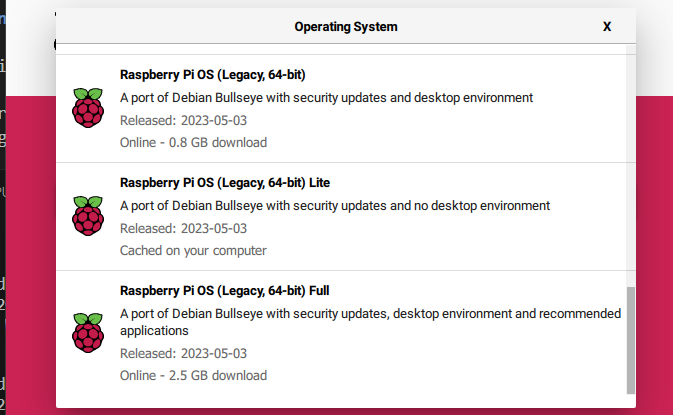 Operating System
X
Raspberry Pi OS (Legacy, 64-bit)
A port of Debian Bullseye with security updates and desktop environment
Released: 2023-05-03
Online - 0.8 GB download
Raspberry Pi OS (Legacy, 64-bit) Lite
A port of Debian Bullseye with security updates and no desktop environment
Released: 2023-05-03
Cached on your computer
Raspberry Pi OS (Legacy, 64-bit) Full
A port of Debian Bullseye with security updates, desktop environment and recommended
applications
Released: 2023-05-03
Online - 2.5 GB download